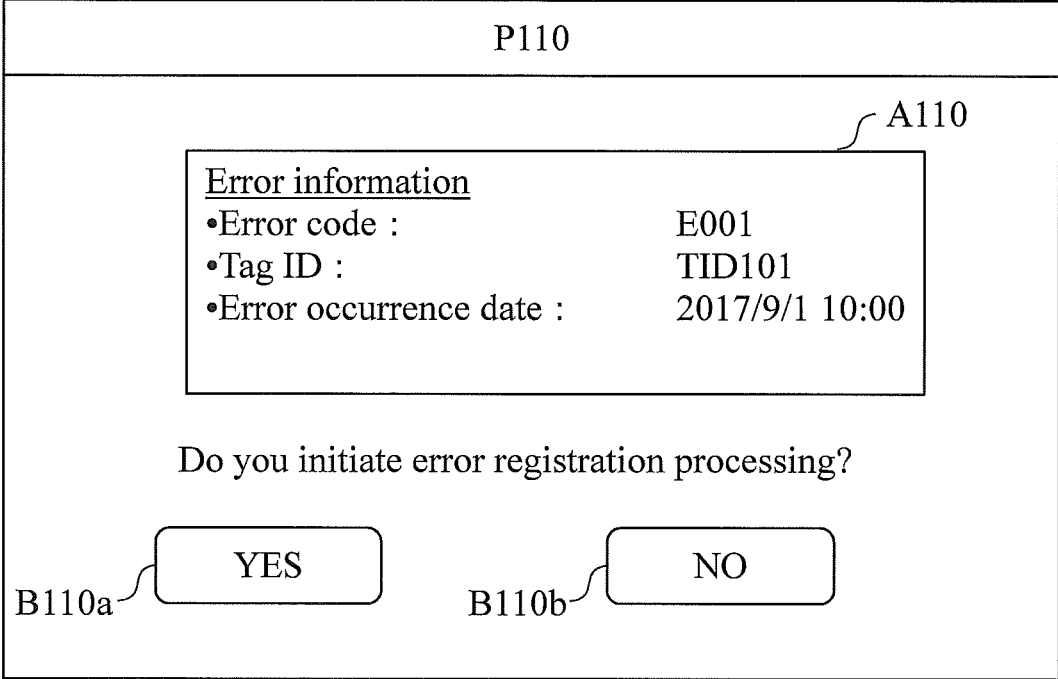 P110
A110
Error information
•Error code : E001
•Tag ID : TID101
•Error occurrence date : 2017/9/1 10:00
Do you initiate error registration processing?
YES NO
B110a B110b